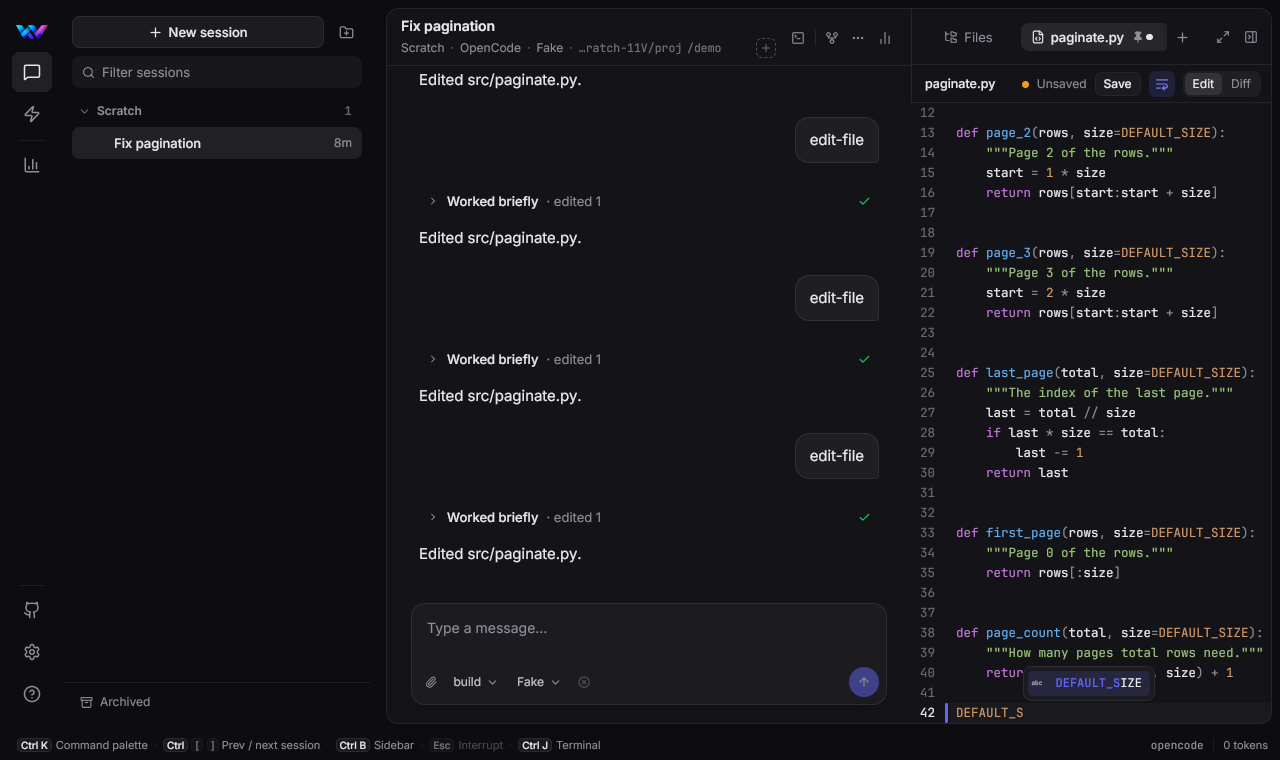 New session
Filter sessions
Scratch 1
Fix pagination 8m
Archived
Fix pagination
Scratch · OpenCode · Fake · …ratch-11V/proj /demo
Edited src/paginate.py.
edit-file
Worked briefly · edited 1
Edited src/paginate.py.
edit-file
Worked briefly · edited 1
Edited src/paginate.py.
edit-file
Worked briefly · edited 1
Edited src/paginate.py.
Type a message...
build Fake
Files paginate.py
paginate.py Unsaved Save Edit Diff
12
13 def page_2(rows, size=DEFAULT_SIZE):
14 """Page 2 of the rows."""
15 start = 1 * size
16 return rows[start:start + size]
17
18
19 def page_3(rows, size=DEFAULT_SIZE):
20 """Page 3 of the rows."""
21 start = 2 * size
22 return rows[start:start + size]
23
24
25 def last_page(total, size=DEFAULT_SIZE):
26 """The index of the last page."""
27 last = total // size
28 if last * size == total:
29 last -= 1
30 return last
31
32
33 def first_page(rows, size=DEFAULT_SIZE):
34 """Page 0 of the rows."""
35 return rows[:size]
36
37
38 def page_count(total, size=DEFAULT_SIZE):
39 """How many pages total rows need."""
40 retur size) + 1
abc DEFAULT_SIZE
41
42 DEFAULT_S
Ctrl K Command palette · Ctrl [ ] Prev / next session · Ctrl B Sidebar · Esc Interrupt · Ctrl J Terminal
opencode 0 tokens